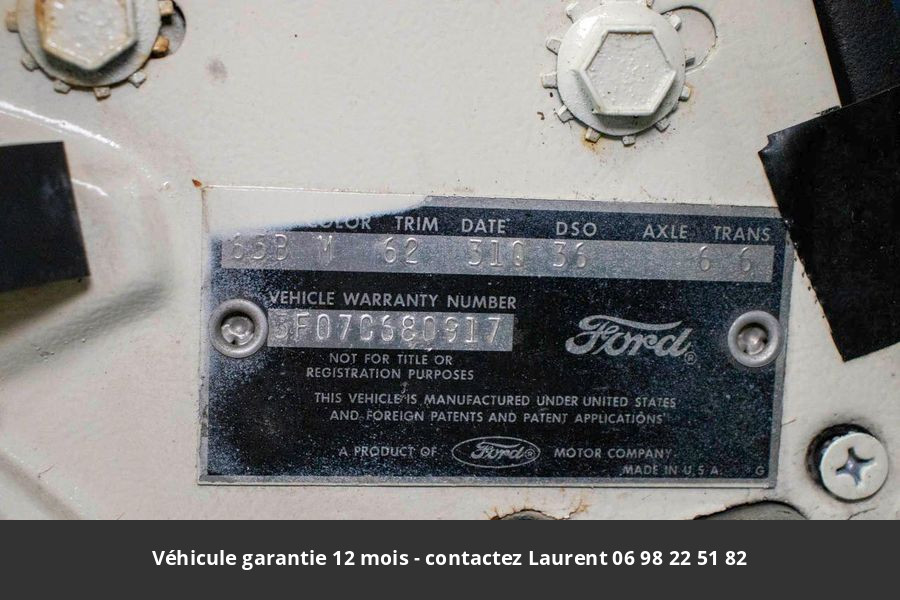 COLOR TRIM DATE DSO AXLE TRANS
65B M 62 31Q 36 6 6
VEHICLE WARRANTY NUMBER
5F07C680917
Ford
NOT FOR TITLE OR
REGISTRATION PURPOSES
THIS VEHICLE IS MANUFACTURED UNDER UNITED STATES
AND FOREIGN PATENTS AND PATENT APPLICATIONS
A PRODUCT OF Ford MOTOR COMPANY
MADE IN U.S.A. G
Véhicule garantie 12 mois - contactez Laurent 06 98 22 51 82